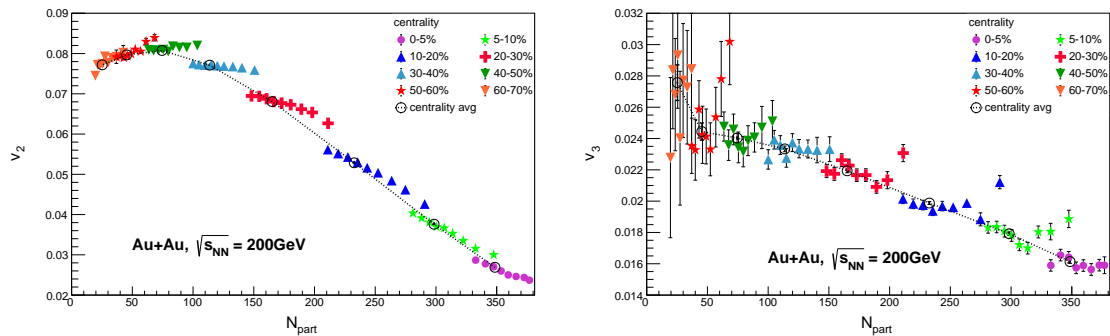 0.1
0.09
0.08
0.07
0.06
0.05
0.04
0.03
0.02
v2
centrality
0-5% 5-10%
10-20% 20-30%
30-40% 40-50%
50-60% 60-70%
centrality avg
Au+Au, √sNN = 200GeV
0 50 100 150 200 250 300 350
Npart
0.032
0.03
0.028
0.026
0.024
0.022
0.02
0.018
0.016
0.014
v3
centrality
0-5% 5-10%
10-20% 20-30%
30-40% 40-50%
50-60% 60-70%
centrality avg
Au+Au, √sNN = 200GeV
0 50 100 150 200 250 300 350
Npart